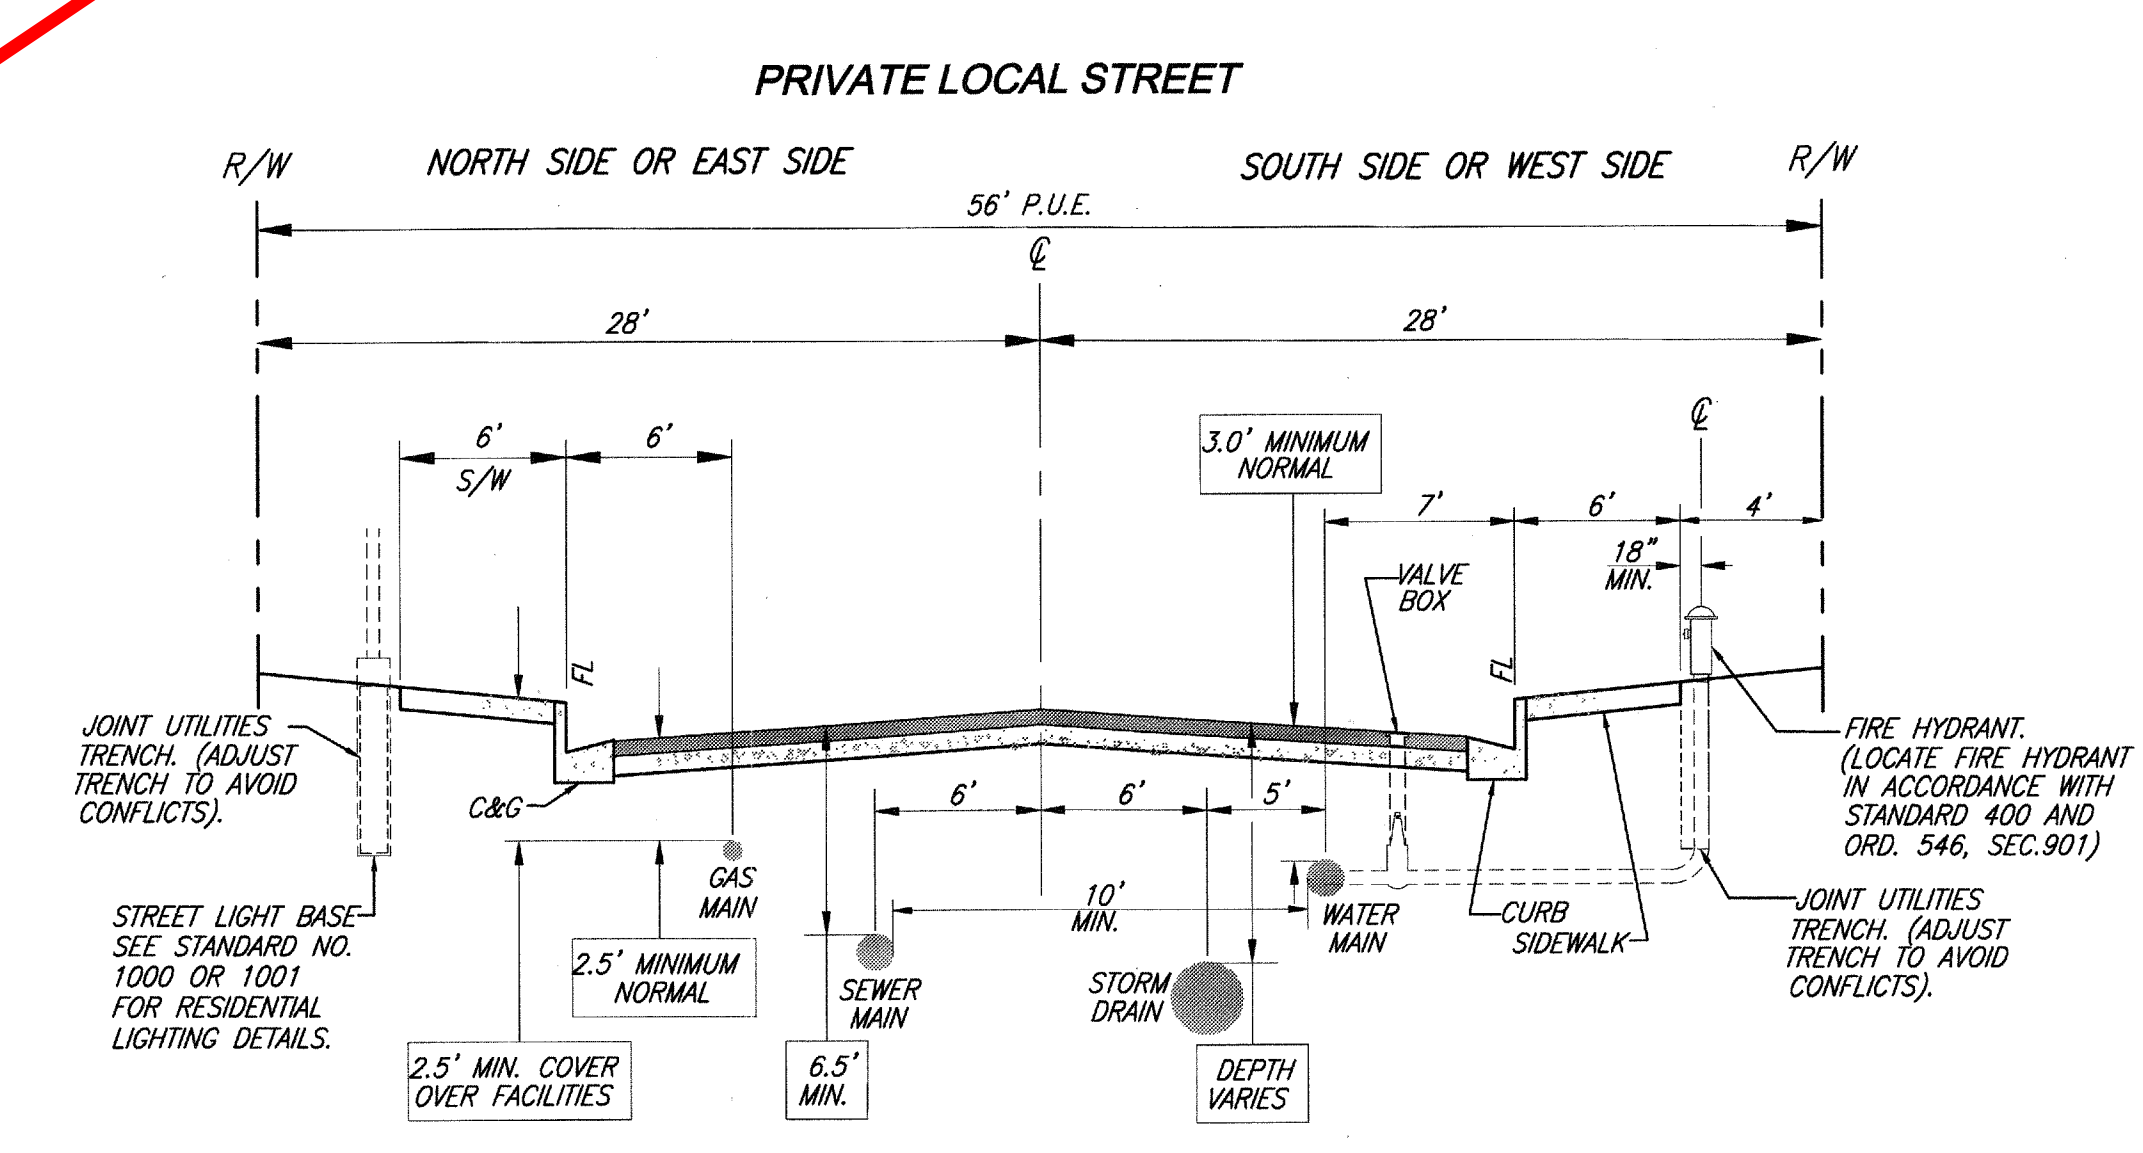 PRIVATE LOCAL STREET
R/W
NORTH SIDE OR EAST SIDE
SOUTH SIDE OR WEST SIDE
R/W
56' P.U.E.
℄
28'
28'
℄
6'
S/W
6'
3.0' MINIMUM
NORMAL
7'
6'
4'
18"
MIN.
VALVE
BOX
FL
FL
JOINT UTILITIES
TRENCH. (ADJUST
TRENCH TO AVOID
CONFLICTS).
C&G
6'
6'
5'
FIRE HYDRANT.
(LOCATE FIRE HYDRANT
IN ACCORDANCE WITH
STANDARD 400 AND
ORD. 546, SEC.901)
GAS
MAIN
10'
MIN.
WATER
MAIN
CURB
SIDEWALK
JOINT UTILITIES
TRENCH. (ADJUST
TRENCH TO AVOID
CONFLICTS).
STREET LIGHT BASE
SEE STANDARD NO.
1000 OR 1001
FOR RESIDENTIAL
LIGHTING DETAILS.
2.5' MINIMUM
NORMAL
SEWER
MAIN
STORM
DRAIN
2.5' MIN. COVER
OVER FACILITIES
6.5'
MIN.
DEPTH
VARIES